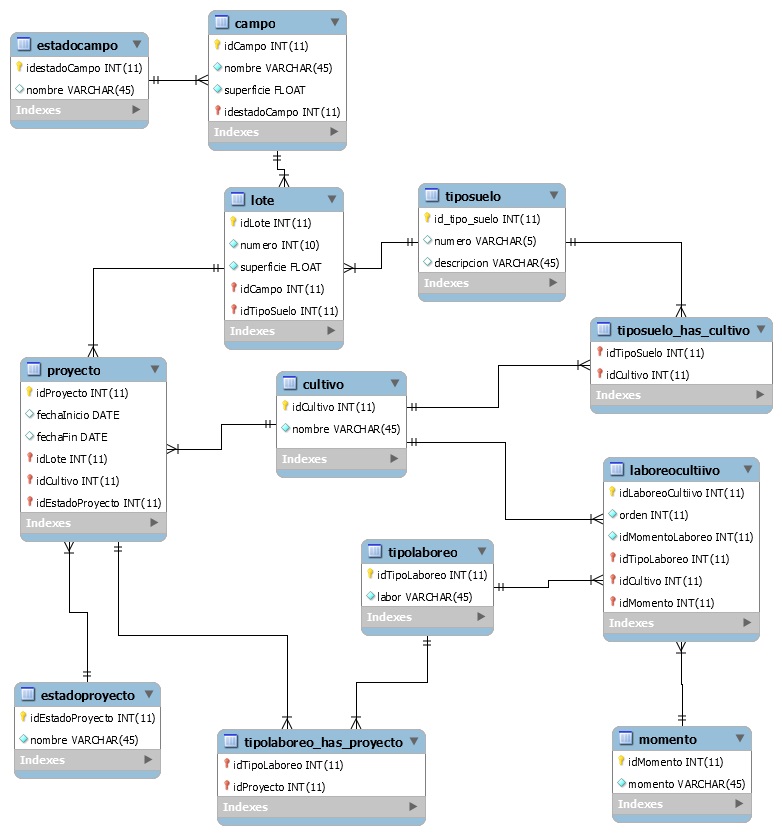 estadocampo
idestadoCampo INT(11)
nombre VARCHAR(45)
Indexes
campo
idCampo INT(11)
nombre VARCHAR(45)
superficie FLOAT
idestadoCampo INT(11)
Indexes
lote
idLote INT(11)
numero INT(10)
superficie FLOAT
idCampo INT(11)
idTipoSuelo INT(11)
Indexes
tiposuelo
id_tipo_suelo INT(11)
numero VARCHAR(5)
descripcion VARCHAR(45)
Indexes
tiposuelo_has_cultivo
idTipoSuelo INT(11)
idCultivo INT(11)
Indexes
proyecto
idProyecto INT(11)
fechaInicio DATE
fechaFin DATE
idLote INT(11)
idCultivo INT(11)
idEstadoProyecto INT(11)
Indexes
cultivo
idCultivo INT(11)
nombre VARCHAR(45)
Indexes
laboreocultiivo
idLaboreoCultiivo INT(11)
orden INT(11)
idMomentoLaboreo INT(11)
idTipoLaboreo INT(11)
idCultivo INT(11)
idMomento INT(11)
Indexes
tipolaboreo
idTipoLaboreo INT(11)
labor VARCHAR(45)
Indexes
estadoproyecto
idEstadoProyecto INT(11)
nombre VARCHAR(45)
Indexes
tipolaboreo_has_proyecto
idTipoLaboreo INT(11)
idProyecto INT(11)
Indexes
momento
idMomento INT(11)
momento VARCHAR(45)
Indexes